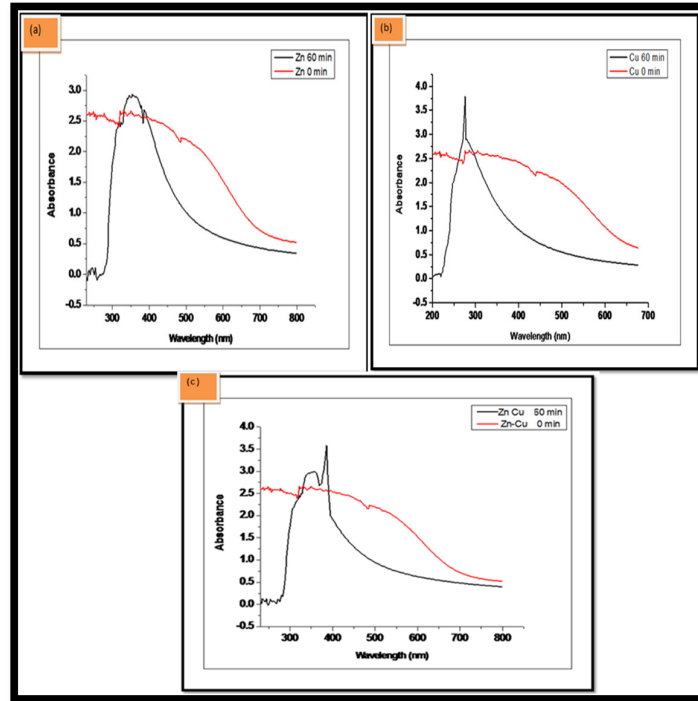 (a)
Zn 60 min
Zn 0 min
3.0
2.5
2.0
1.5
1.0
0.5
0.0
-0.5
Absorbance
300 400 500 600 700 800
Wavelength (nm)
(b)
Cu 60 min
Cu 0 min
4.0
3.5
3.0
2.5
2.0
1.5
1.0
0.5
0.0
-0.5
Absorbance
200 300 400 500 600 700
Wavelength (nm)
(c)
Zn Cu 60 min
Zn-Cu 0 min
4.0
3.5
3.0
2.5
2.0
1.5
1.0
0.5
0.0
-0.5
Absorbance
300 400 500 600 700 800
Wavelength (nm)